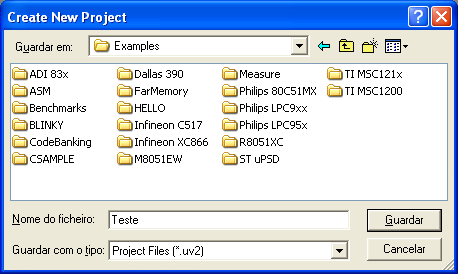 Create New Project
Guardar em: Examples
ADI 83x Dallas 390 Measure TI MSC121x
ASM FarMemory Philips 80C51MX TI MSC1200
Benchmarks HELLO Philips LPC9xx
BLINKY Infineon C517 Philips LPC95x
CodeBanking Infineon XC866 R8051XC
CSAMPLE M8051EW ST uPSD
Nome do ficheiro: Teste Guardar
Guardar com o tipo: Project Files (*.uv2) Cancelar